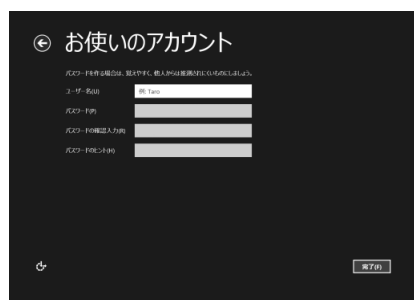 お使いのアカウント
パスワードを作る場合は、覚えやすく、他人からは推測されにくいものにしましょう。
ユーザー名(U)
例: Taro
パスワード(P)
パスワードの確認入力(R)
パスワードのヒント(H)
完了(F)